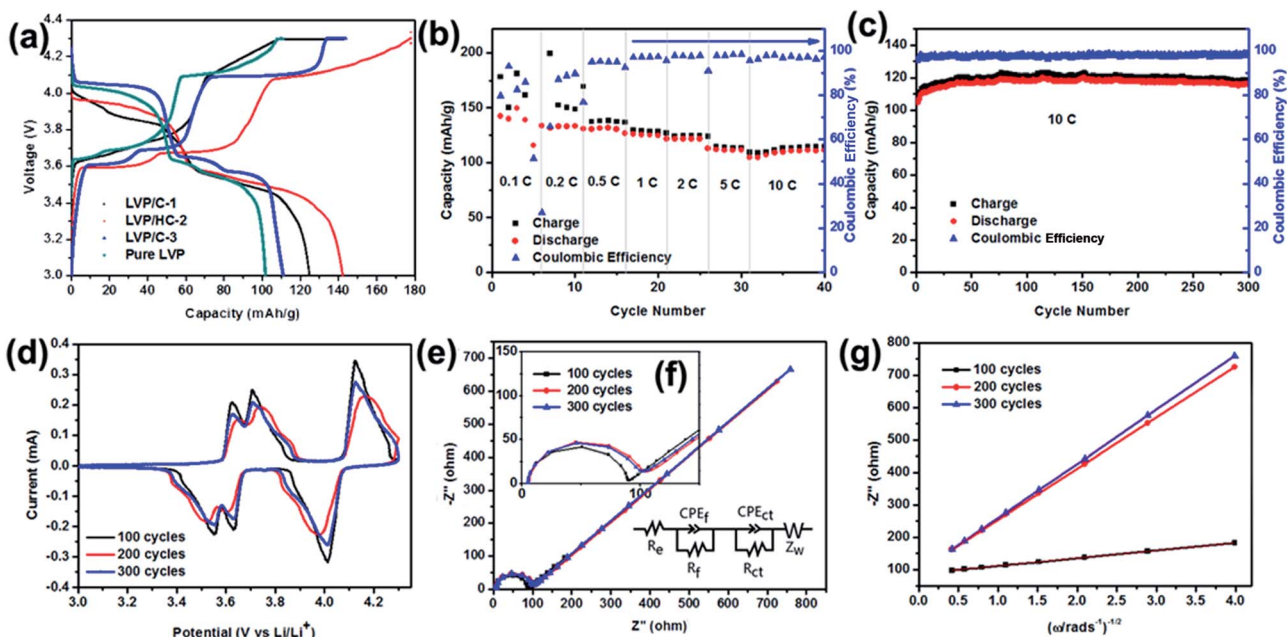 (a)
4.3
4.2
4.0
3.8
3.6
3.4
3.2
3.0
Voltage (V)
LVP/C-1
LVP/HC-2
LVP/C-3
Pure LVP
0 20 40 60 80 100 120 140 160 180
Capacity (mAh/g)
(b)
200
150
100
50
0
Capacity (mAh/g)
0.1 C 0.2 C 0.5 C 1 C 2 C 5 C 10 C
Charge
Discharge
Coulombic Efficiency
0 10 20 30 40
Cycle Number
100
80
60
40
20
0
Coulombic Efficiency (%)
(c)
140
120
100
80
60
40
20
0
Capacity (mAh/g)
10 C
Charge
Discharge
Coulombic Efficiency
0 50 100 150 200 250 300
Cycle Number
100
80
60
40
20
0
Coulombic Efficiency (%)
(d)
0.4
0.3
0.2
0.1
0.0
-0.1
-0.2
-0.3
0.4
Current (mA)
100 cycles
200 cycles
300 cycles
3.0 3.2 3.4 3.6 3.8 4.0 4.2
Potential (V vs Li/Li⁺)
(e)
700
600
500
400
300
200
100
0
-Z'' (ohm)
100 cycles
200 cycles
300 cycles
(f)
150
100
50
0
0 100
CPEf CPEct
Re Rf Rct Zw
0 100 200 300 400 500 600 700 800
Z'' (ohm)
(g)
800
700
600
500
400
300
200
100
-Z'' (ohm)
100 cycles
200 cycles
300 cycles
0.0 0.5 1.0 1.5 2.0 2.5 3.0 3.5 4.0
(ω/rads⁻¹)⁻¹/²